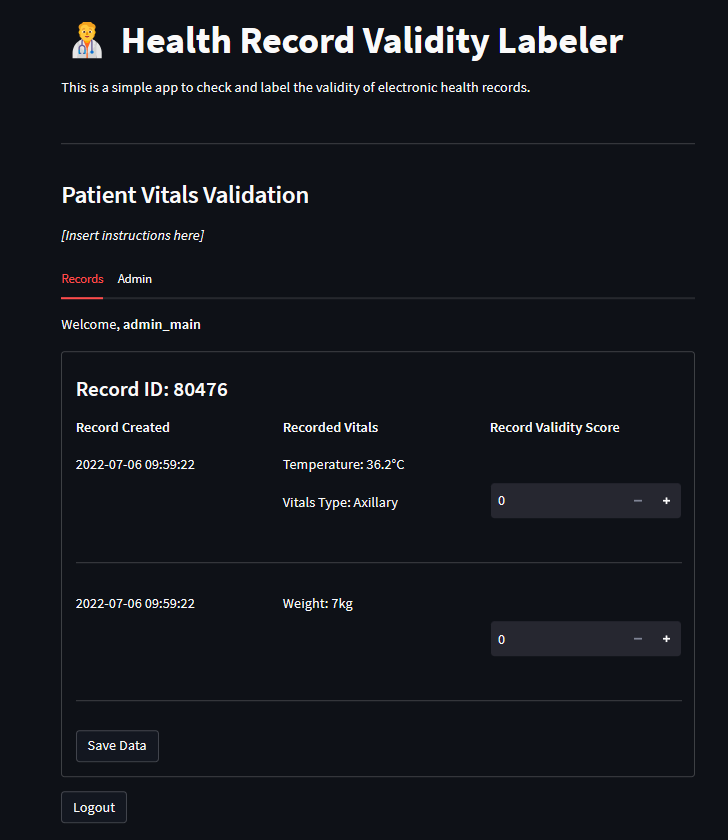 Health Record Validity Labeler
This is a simple app to check and label the validity of electronic health records.
Patient Vitals Validation
[Insert instructions here]
Records Admin
Welcome, admin_main
Record ID: 80476
Record Created Recorded Vitals Record Validity Score
2022-07-06 09:59:22 Temperature: 36.2°C
Vitals Type: Axillary 0 − +
2022-07-06 09:59:22 Weight: 7kg
0 − +
Save Data
Logout